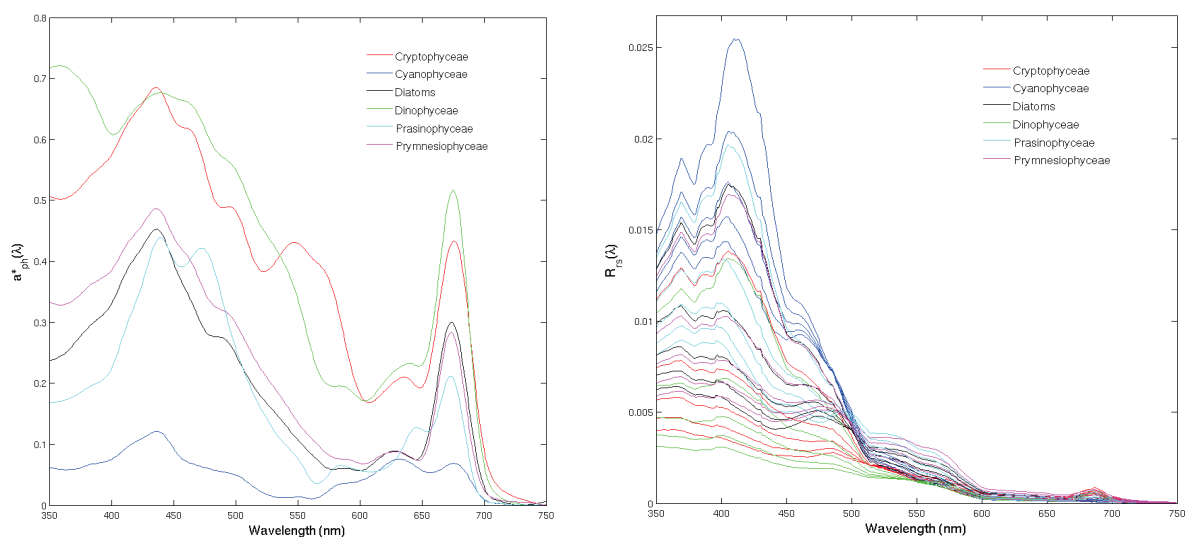 0.8
0.7
0.6
0.5
0.4
0.3
0.2
0.1
0
a*ph(λ)
350 400 450 500 550 600 650 700 750
Wavelength (nm)
Cryptophyceae
Cyanophyceae
Diatoms
Dinophyceae
Prasinophyceae
Prymnesiophyceae
0.025
0.02
0.015
0.01
0.005
0
Rrs(λ)
350 400 450 500 550 600 650 700 750
Wavelength (nm)
Cryptophyceae
Cyanophyceae
Diatoms
Dinophyceae
Prasinophyceae
Prymnesiophyceae